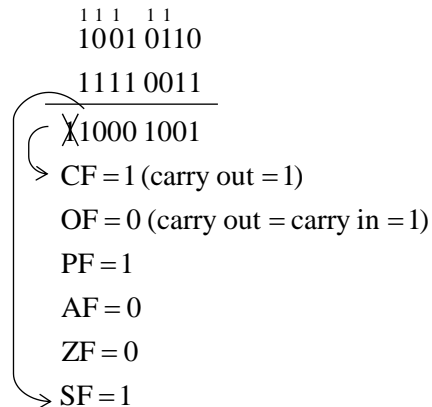 1 1 1 1 1
1001 0110
1111 0011
11000 1001
CF = 1 (carry out = 1)
OF = 0 (carry out = carry in = 1)
PF = 1
AF = 0
ZF = 0
SF = 1